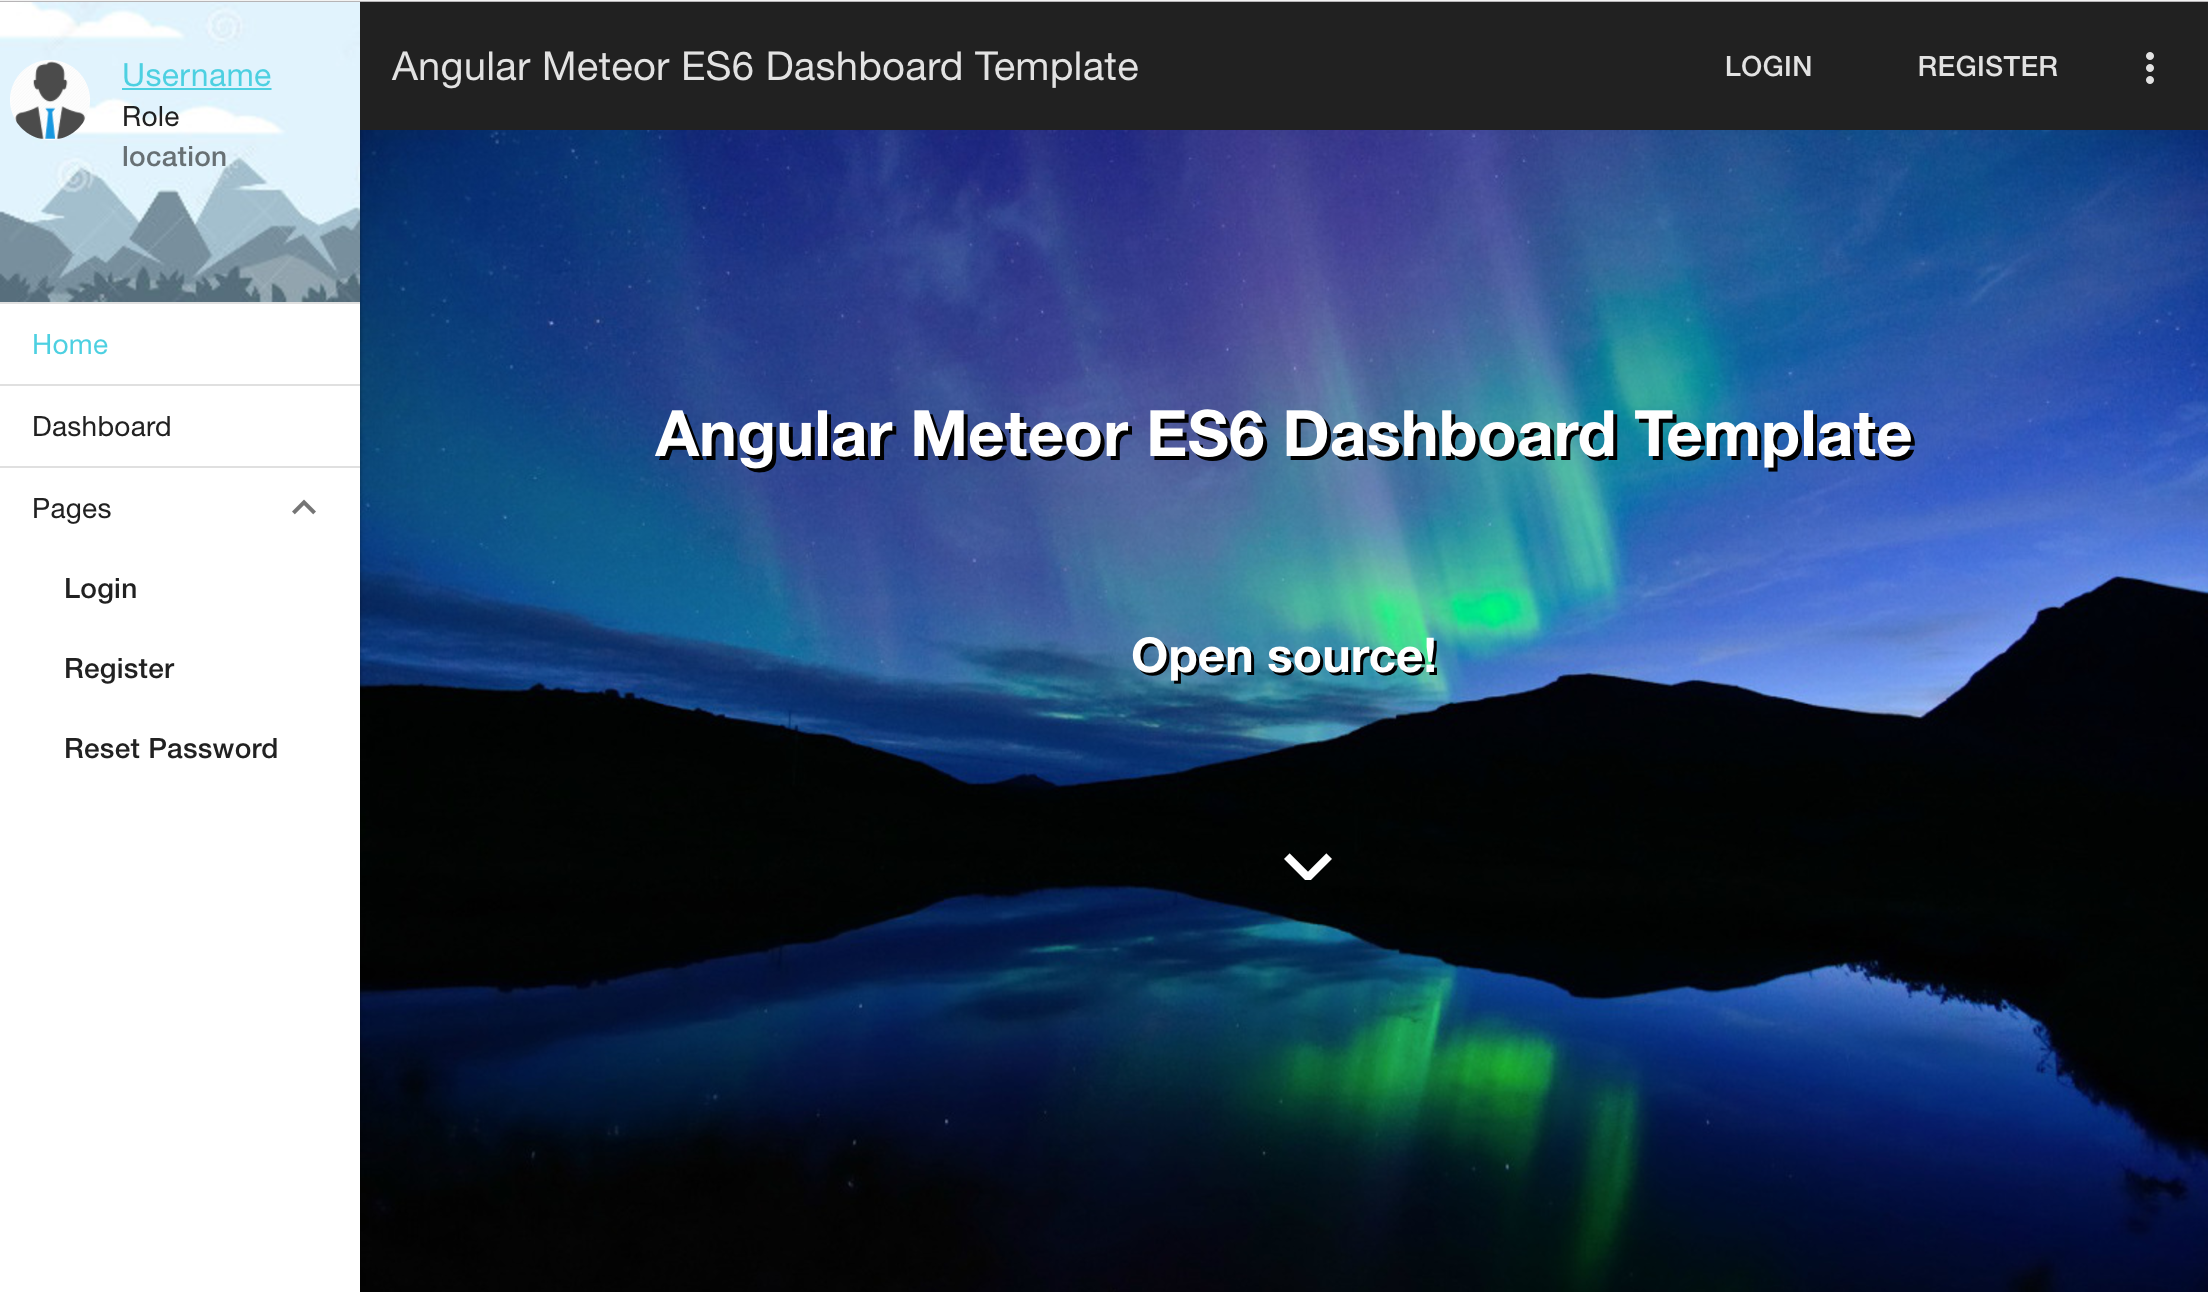 Username
Role
location
Home
Dashboard
Pages
Login
Register
Reset Password
Angular Meteor ES6 Dashboard Template
LOGIN
REGISTER
Angular Meteor ES6 Dashboard Template
Open source!